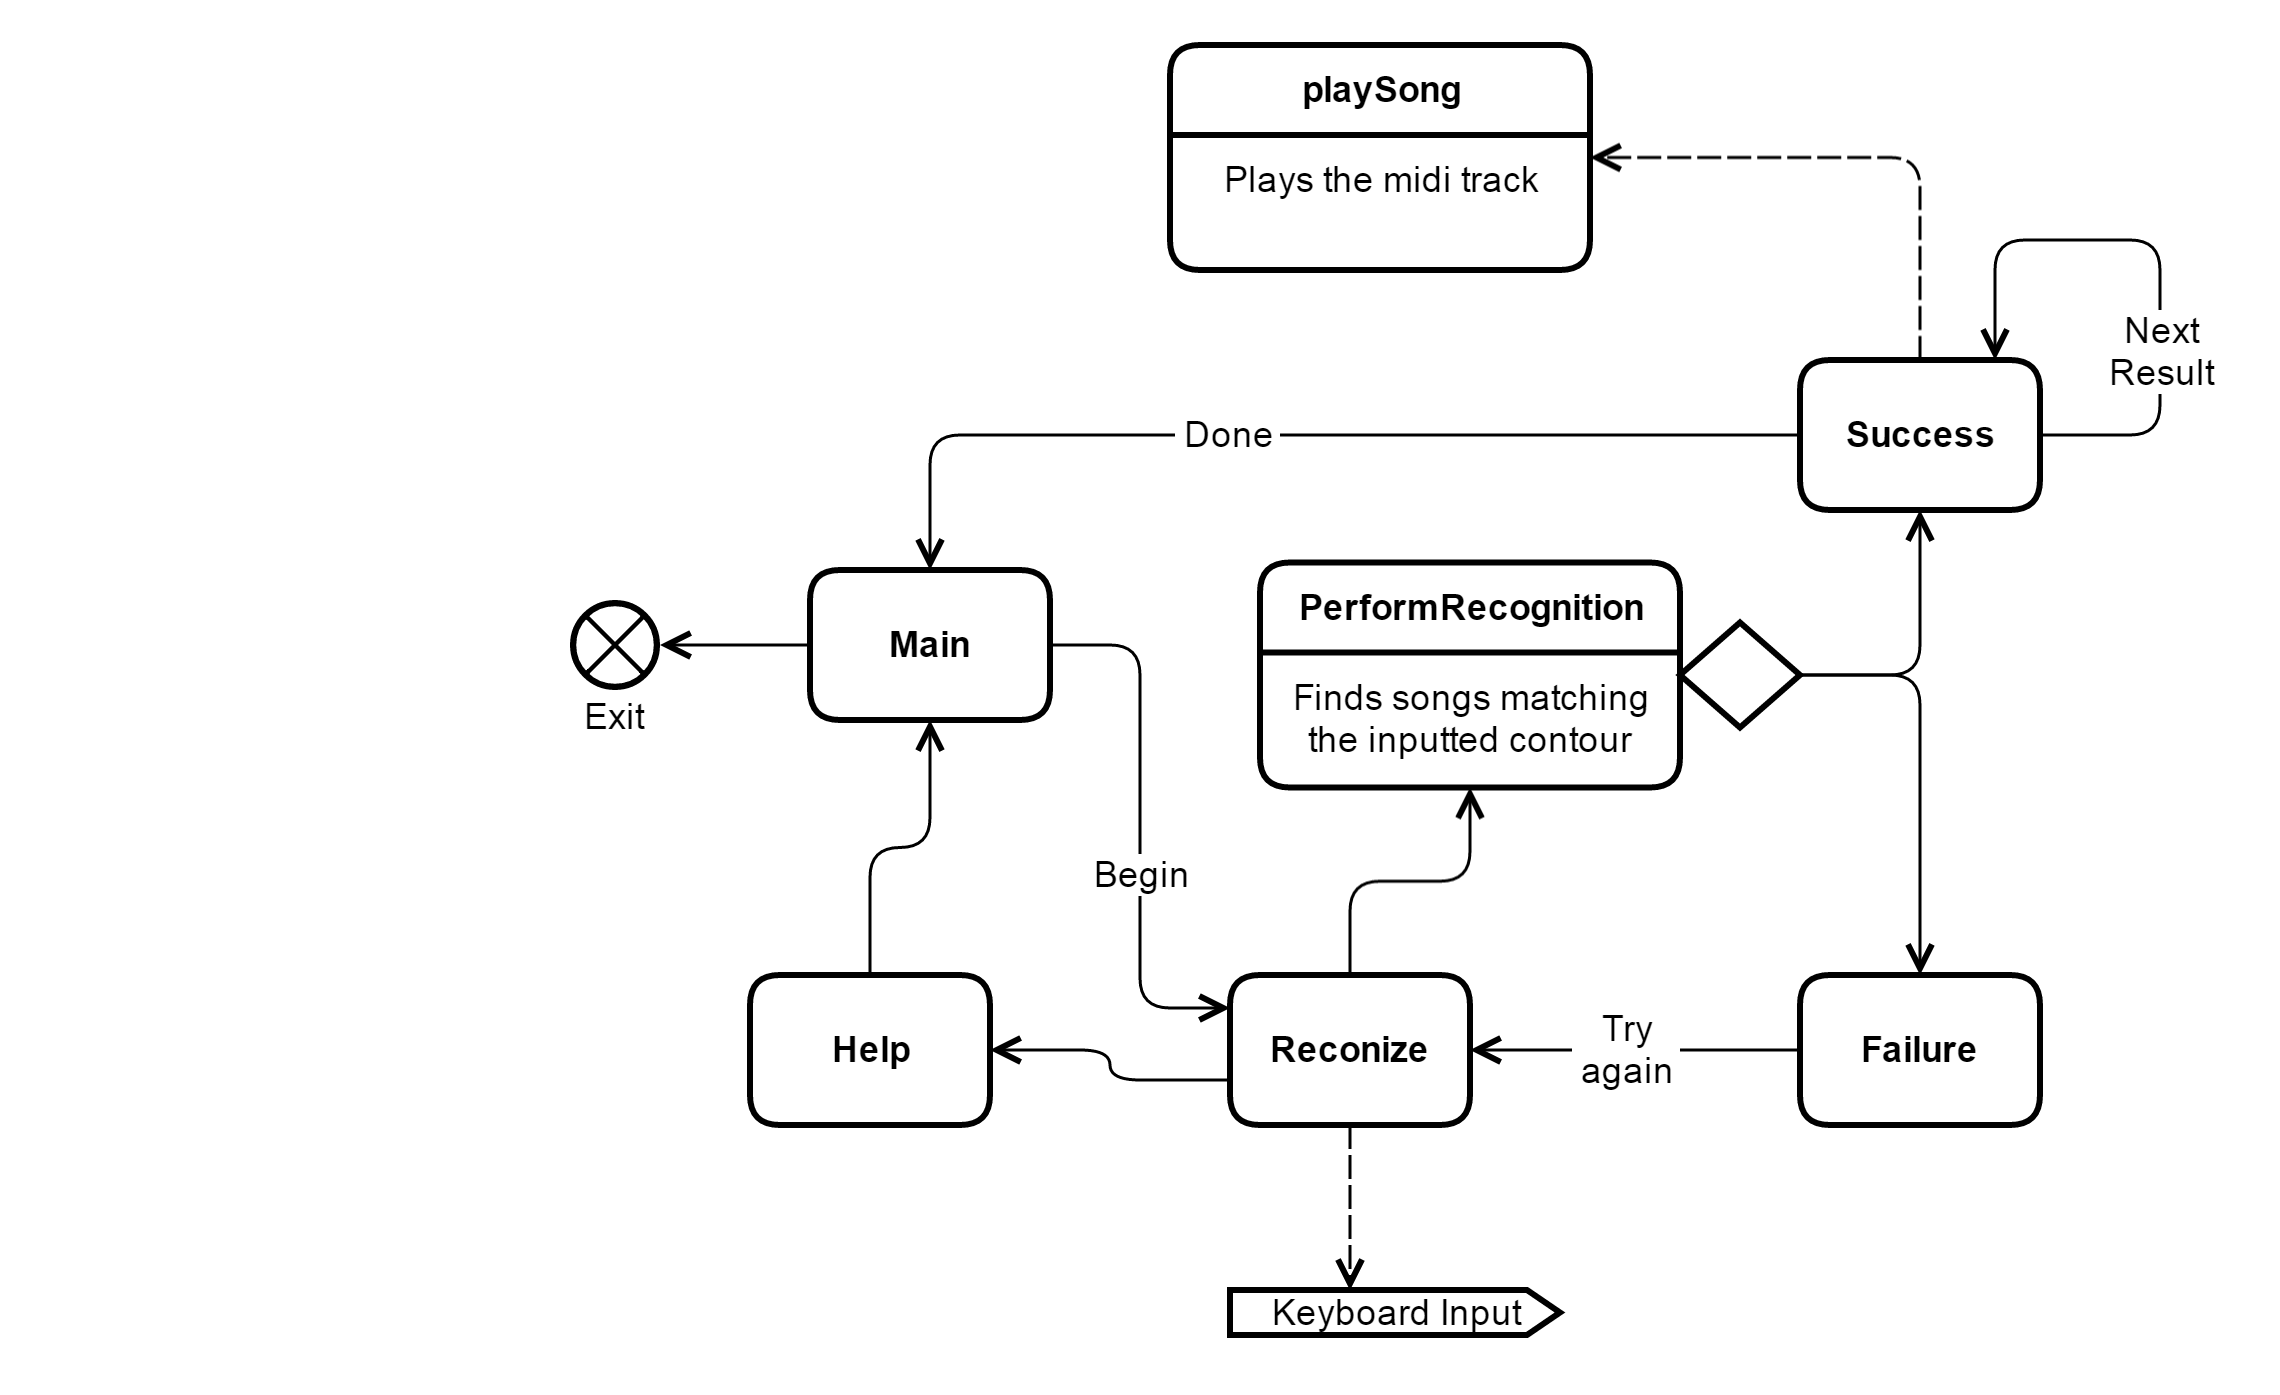 playSong
Plays the midi track
Next
Result
Done
Success
PerformRecognition
Main
Finds songs matching
the inputted contour
Exit
Begin
Help
Reconize
Try
again
Failure
Keyboard Input